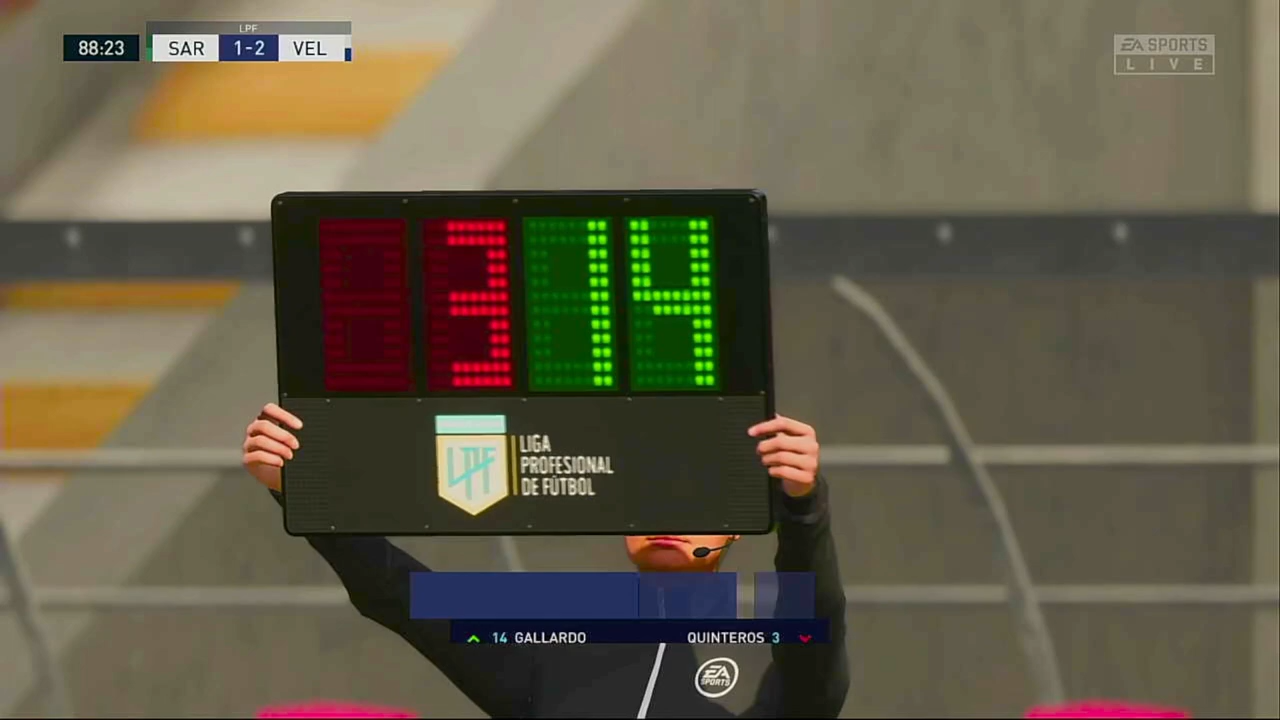 LPF
88:23 SAR 1-2 VEL
EA SPORTS
LIVE
3 14
LPF
LIGA
PROFESIONAL
DE FÚTBOL
14 GALLARDO QUINTEROS 3
EA
SPORTS